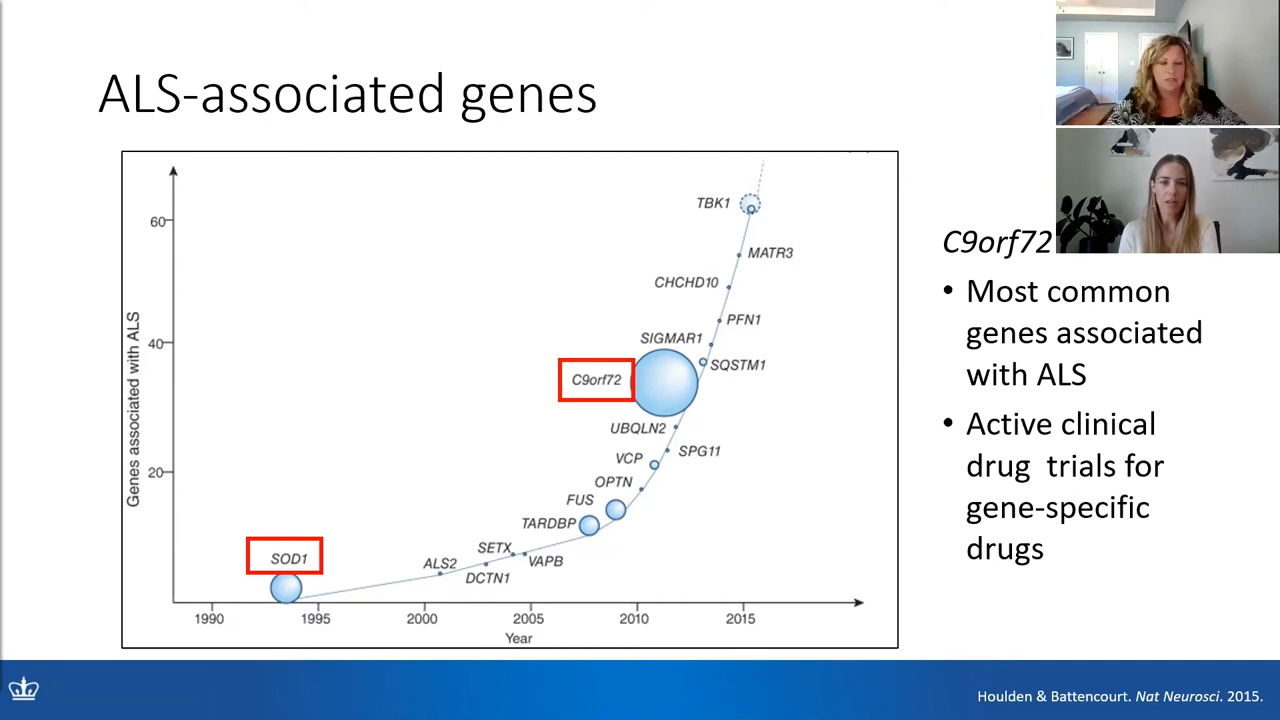 ALS-associated genes
Genes associated with ALS
60
40
20
TBK1
MATR3
CHCHD10
PFN1
SIGMAR1
SQSTM1
C9orf72
UBQLN2
SPG11
VCP
OPTN
FUS
TARDBP
SETX
VAPB
ALS2
DCTN1
SOD1
1990
1995
2000
2005
2010
2015
Year
C9orf72
• Most common
genes associated
with ALS
• Active clinical
drug trials for
gene-specific
drugs
Houlden & Battencourt. Nat Neurosci. 2015.